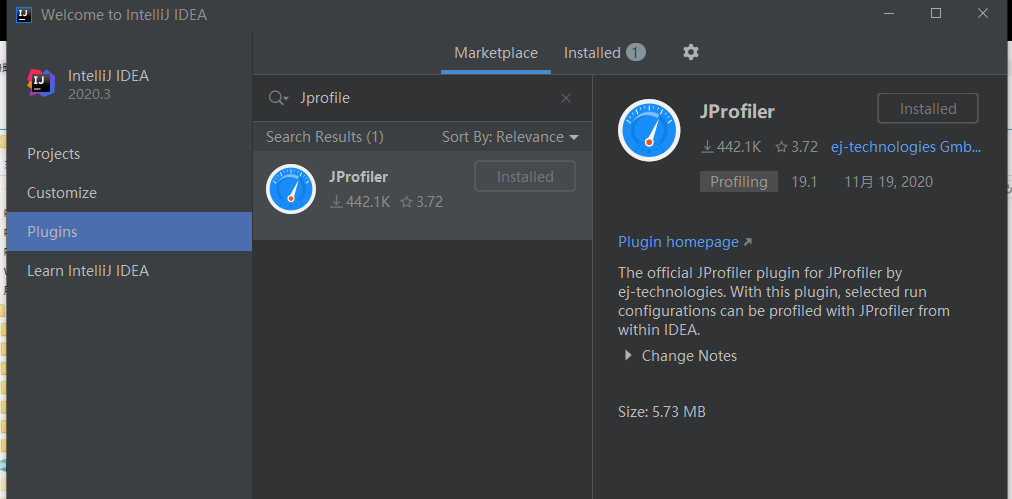 Welcome to IntelliJ IDEA
IntelliJ IDEA
2020.3
Projects
Customize
Plugins
Learn IntelliJ IDEA
Marketplace
Installed 1
Jprofile
Search Results (1)
Sort By: Relevance
JProfiler
442.1K
3.72
Installed
JProfiler
Installed
442.1K
3.72
ej-technologies Gmb...
Profiling
19.1
11月 19, 2020
Plugin homepage
The official JProfiler plugin for JProfiler by
ej-technologies. With this plugin, selected run
configurations can be profiled with JProfiler from
within IDEA.
Change Notes
Size: 5.73 MB